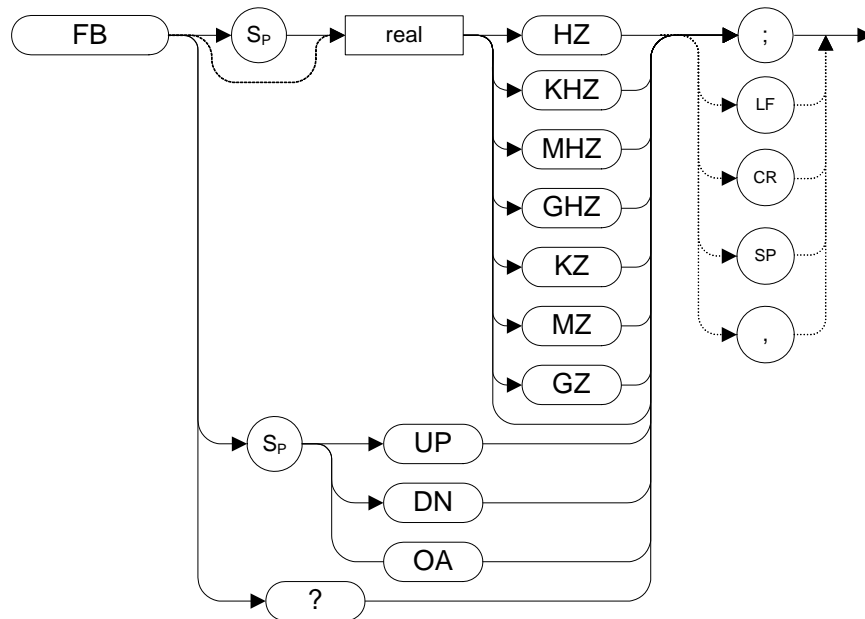 FB
SP
real
HZ
;
KHZ
LF
MHZ
CR
GHZ
KZ
SP
MZ
,
GZ
SP
UP
DN
OA
?